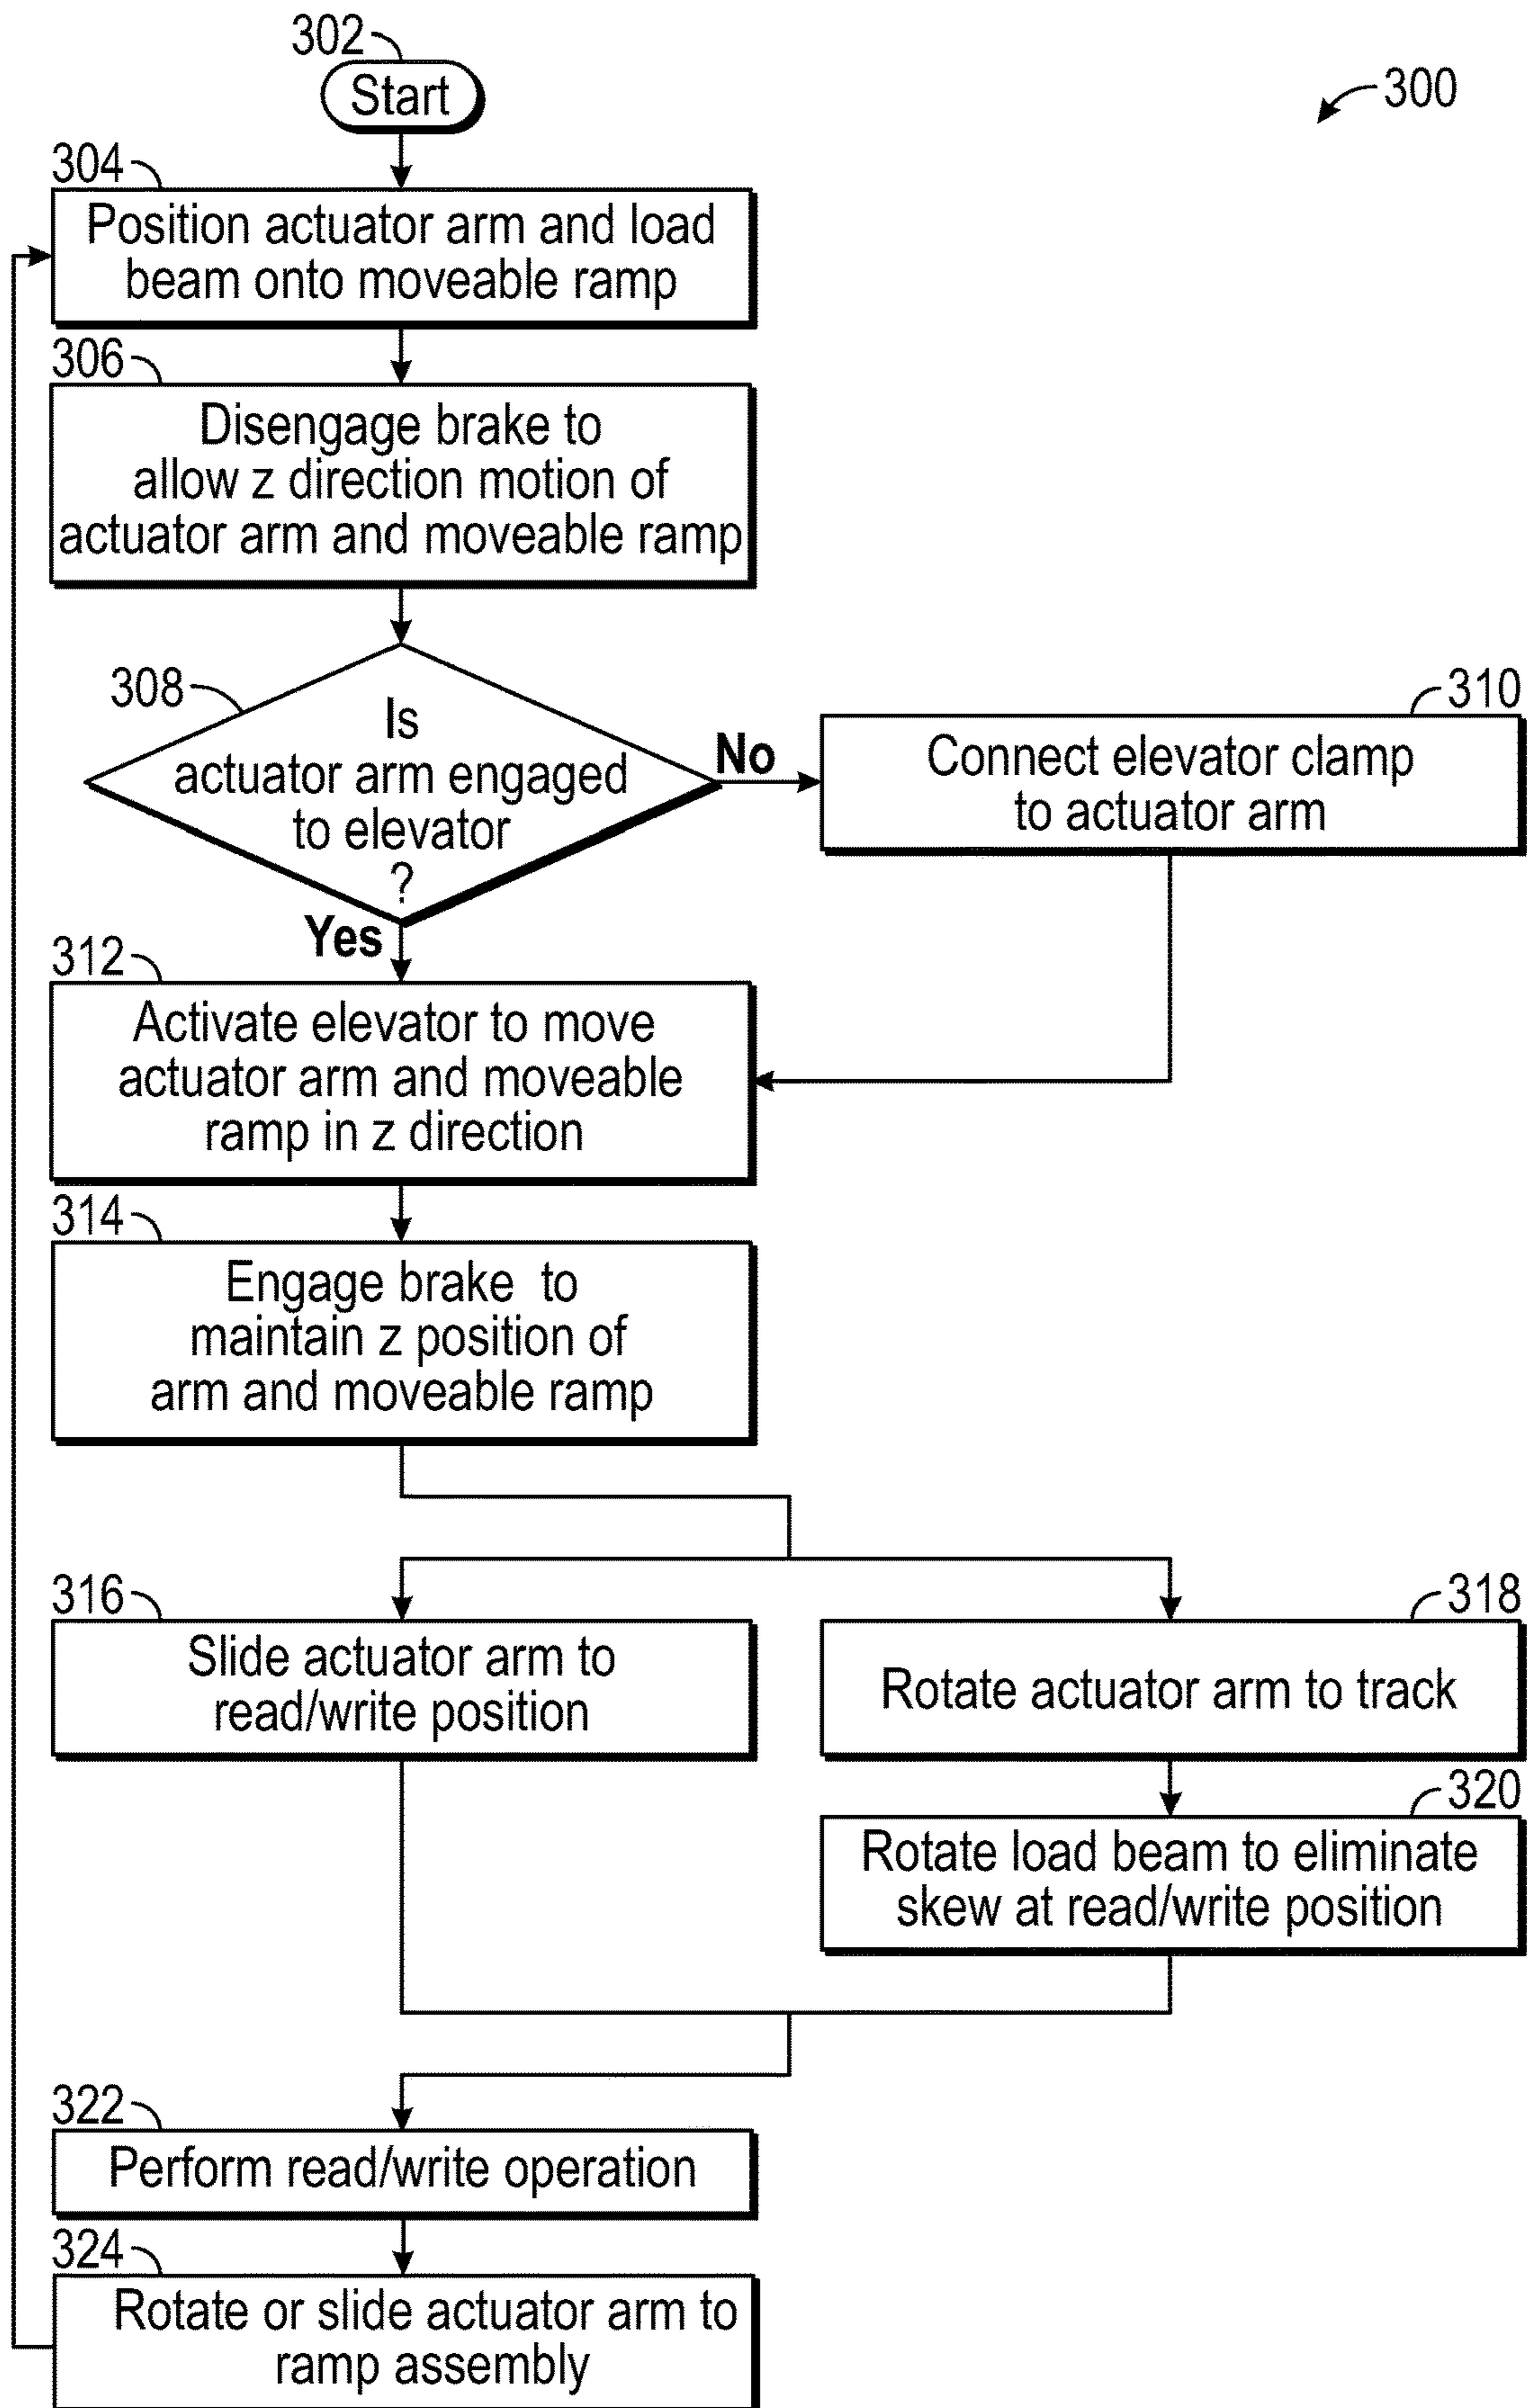 302
Start
300
304
Position actuator arm and load
beam onto moveable ramp
306
Disengage brake to
allow z direction motion of
actuator arm and moveable ramp
308
Is
actuator arm engaged
to elevator
?
No
310
Connect elevator clamp
to actuator arm
Yes
312
Activate elevator to move
actuator arm and moveable
ramp in z direction
314
Engage brake to
maintain z position of
arm and moveable ramp
316
Slide actuator arm to
read/write position
318
Rotate actuator arm to track
320
Rotate load beam to eliminate
skew at read/write position
322
Perform read/write operation
324
Rotate or slide actuator arm to
ramp assembly